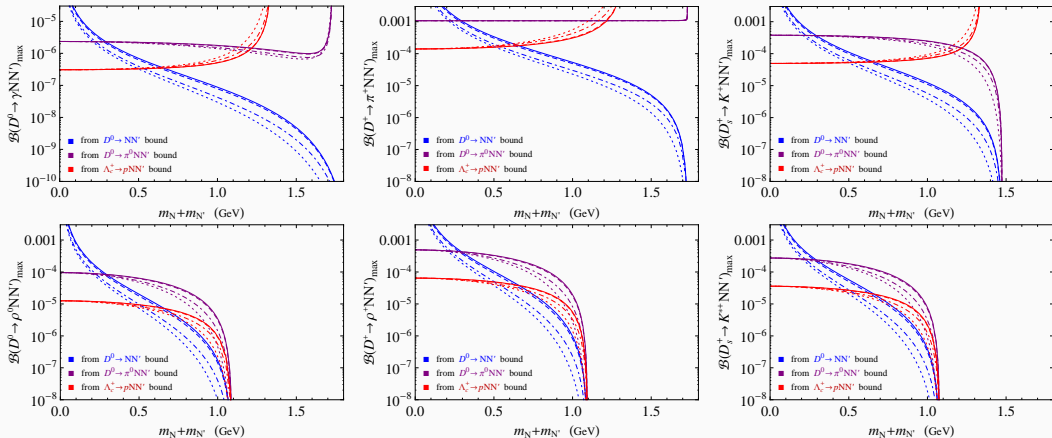 B(D⁰→γNN′)max
10⁻⁵
10⁻⁶
10⁻⁷
10⁻⁸
10⁻⁹
10⁻¹⁰
from D⁰→NN′ bound
from D⁰→π⁰NN′ bound
from Λc⁺→pNN′ bound
0.0 0.5 1.0 1.5
mN+mN′ (GeV)
B(D⁺→π⁺NN′)max
0.001
10⁻⁴
10⁻⁵
10⁻⁶
10⁻⁷
10⁻⁸
from D⁰→NN′ bound
from D⁰→π⁰NN′ bound
from Λc⁺→pNN′ bound
0.0 0.5 1.0 1.5
mN+mN′ (GeV)
B(Ds⁺→K⁺NN′)max
0.001
10⁻⁴
10⁻⁵
10⁻⁶
10⁻⁷
10⁻⁸
from D⁰→NN′ bound
from D⁰→π⁰NN′ bound
from Λc⁺→pNN′ bound
0.0 0.5 1.0 1.5
mN+mN′ (GeV)
B(D⁰→ρ⁰NN′)max
0.001
10⁻⁴
10⁻⁵
10⁻⁶
10⁻⁷
10⁻⁸
from D⁰→NN′ bound
from D⁰→π⁰NN′ bound
from Λc⁺→pNN′ bound
0.0 0.5 1.0 1.5
mN+mN′ (GeV)
B(D⁺→ρ⁺NN′)max
0.001
10⁻⁴
10⁻⁵
10⁻⁶
10⁻⁷
10⁻⁸
from D⁰→NN′ bound
from D⁰→π⁰NN′ bound
from Λc⁺→pNN′ bound
0.0 0.5 1.0 1.5
mN+mN′ (GeV)
B(Ds⁺→K*⁺NN′)max
0.001
10⁻⁴
10⁻⁵
10⁻⁶
10⁻⁷
10⁻⁸
from D⁰→NN′ bound
from D⁰→π⁰NN′ bound
from Λc⁺→pNN′ bound
0.0 0.5 1.0 1.5
mN+mN′ (GeV)